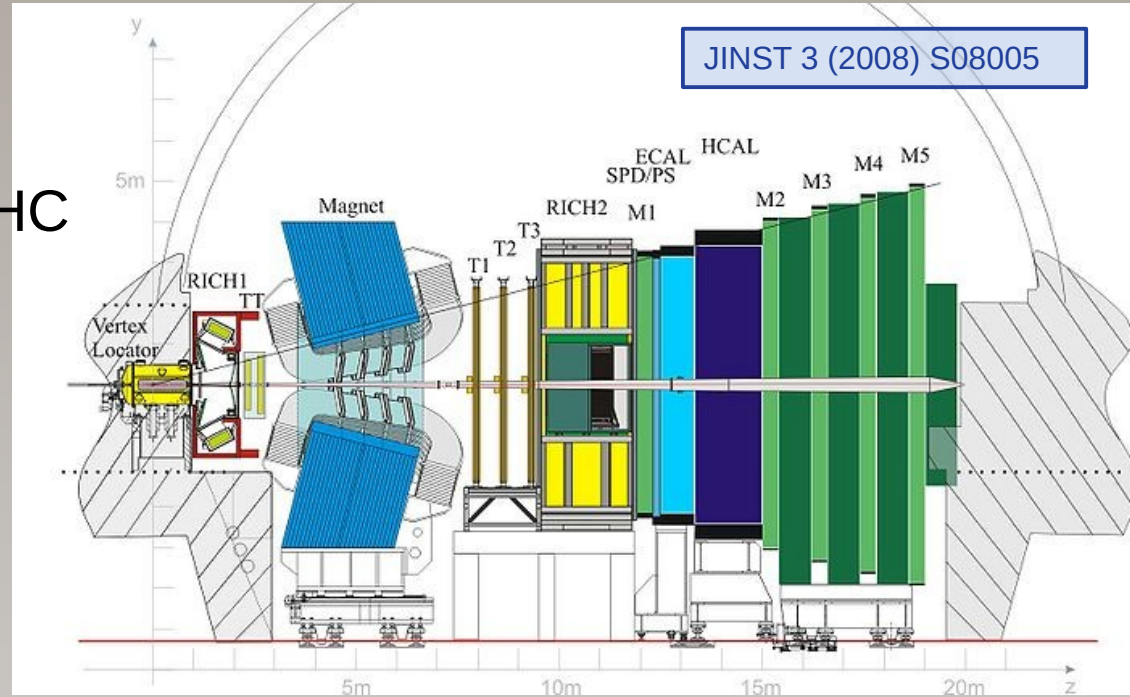 JINST 3 (2008) S08005
HC
y
5m
Magnet
RICH1
TT
Vertex
Locator
T1
T2
T3
RICH2
M1
SPD/PS
ECAL
HCAL
M2
M3
M4
M5
5m
10m
15m
20m
z